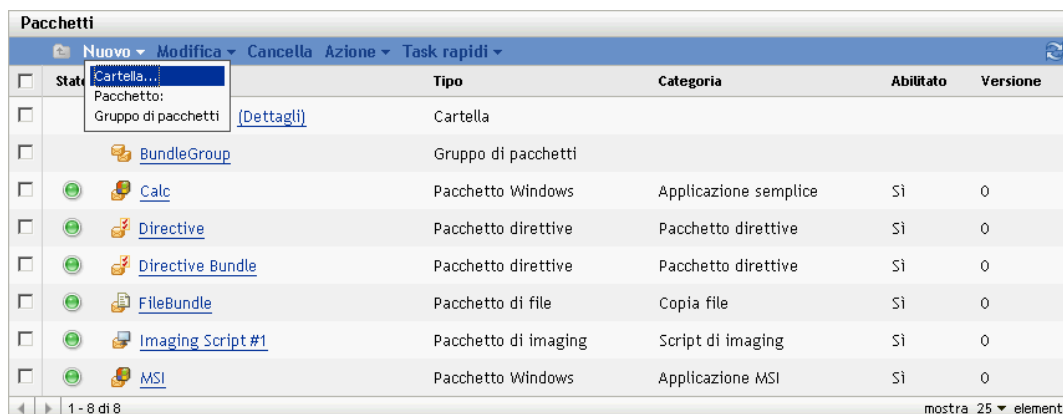 Pacchetti
Nuovo Modifica Cancella Azione Task rapidi
Stato Tipo Categoria Abilitato Versione
Cartella...
Pacchetto:
Gruppo di pacchetti
(Dettagli) Cartella
BundleGroup Gruppo di pacchetti
Calc Pacchetto Windows Applicazione semplice Sì 0
Directive Pacchetto direttive Pacchetto direttive Sì 0
Directive Bundle Pacchetto direttive Pacchetto direttive Sì 0
FileBundle Pacchetto di file Copia file Sì 0
Imaging Script #1 Pacchetto di imaging Script di imaging Sì 0
MSI Pacchetto Windows Applicazione MSI Sì 0
1 - 8 di 8 mostra 25 element